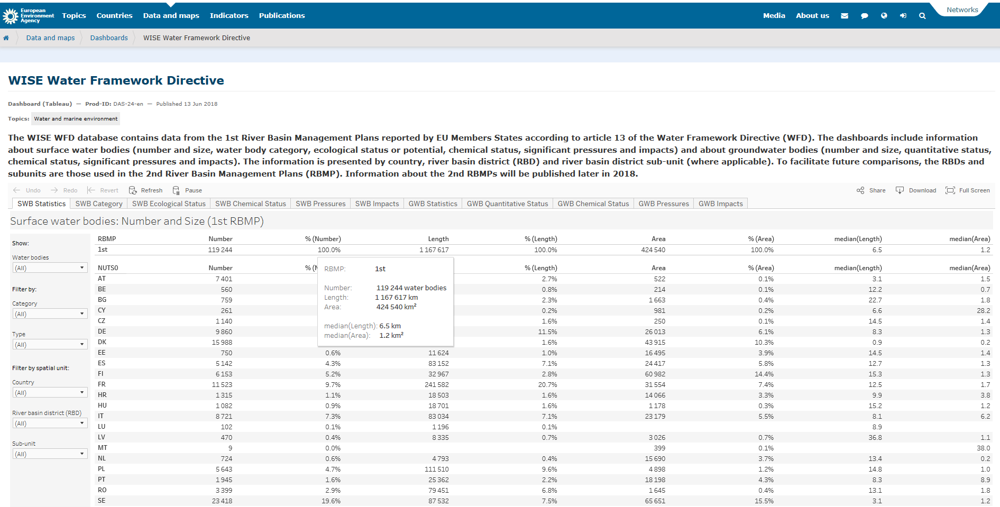 European
Environment
Agency
Topics Countries Data and maps Indicators Publications Media About us Networks
Data and maps Dashboards WISE Water Framework Directive
WISE Water Framework Directive
Dashboard (Tableau) — Prod-ID: DAS-24-en — Published 13 Jun 2018
Topics: Water and marine environment
The WISE WFD database contains data from the 1st River Basin Management Plans reported by EU Members States according to article 13 of the Water Framework Directive (WFD). The dashboards include information
about surface water bodies (number and size, water body category, ecological status or potential, chemical status, significant pressures and impacts) and about groundwater bodies (number and size, quantitative status,
chemical status, significant pressures and impacts). The information is presented by country, river basin district (RBD) and river basin district sub-unit (where applicable). To facilitate future comparisons, the RBDs and
subunits are those used in the 2nd River Basin Management Plans (RBMP). Information about the 2nd RBMPs will be published later in 2018.
Undo Redo Revert Refresh Pause Share Download Full Screen
SWB Statistics SWB Category SWB Ecological Status SWB Chemical Status SWB Pressures SWB Impacts GWB Statistics GWB Quantitative Status GWB Chemical Status GWB Pressures GWB Impacts
Surface water bodies: Number and Size (1st RBMP)
Show:
Water bodies
(All)
Filter by:
Category
(All)
Type
(All)
Filter by spatial unit:
Country
(All)
River basin district (RBD)
(All)
Sub-unit
(All)
RBMP Number % (Number) Length % (Length) Area % (Area) median(Length) median(Area)
1st 119 244 100.0% 1 167 617 100.0% 424 540 100.0% 6.5 1.2
NUTS0 Number % (N % (Length) Area % (Area) median(Length) median(Area)
AT 7 401 2.7% 522 0.1% 3.1 1.5
BE 560 0.8% 214 0.1% 12.2 0.7
BG 759 2.3% 1 663 0.4% 22.7 1.8
CY 261 0.2% 981 0.2% 6.6 28.2
CZ 1 140 1.6% 250 0.1% 14.5 1.4
DE 9 860 11.5% 26 013 6.1% 8.3 1.3
DK 15 988 1.6% 43 915 10.3% 0.9 0.2
EE 750 0.6% 11 624 1.0% 16 495 3.9% 14.5 1.4
ES 5 142 4.3% 83 152 7.1% 24 417 5.8% 12.7 1.3
FI 6 153 5.2% 32 967 2.8% 60 982 14.4% 15.3 1.3
FR 11 523 9.7% 241 582 20.7% 31 554 7.4% 12.5 1.7
HR 1 315 1.1% 18 503 1.6% 14 066 3.3% 9.9 3.8
HU 1 082 0.9% 18 701 1.6% 1 178 0.3% 15.2 1.2
IT 8 721 7.3% 83 034 7.1% 23 179 5.5% 8.1 6.2
LU 102 0.1% 1 196 0.1% 8.9
LV 470 0.4% 8 335 0.7% 3 026 0.7% 36.8 1.1
MT 9 0.0% 399 0.1% 38.0
NL 724 0.6% 4 793 0.4% 15 690 3.7% 13.4 0.2
PL 5 643 4.7% 111 510 9.6% 4 898 1.2% 14.8 1.0
PT 1 945 1.6% 25 362 2.2% 18 198 4.3% 8.3 8.9
RO 3 399 2.9% 79 451 6.8% 1 645 0.4% 13.1 1.8
SE 23 418 19.6% 87 532 7.5% 65 651 15.5% 3.1 1.2
RBMP: 1st
Number: 119 244 water bodies
Length: 1 167 617 km
Area: 424 540 km²
median(Length): 6.5 km
median(Area): 1.2 km²